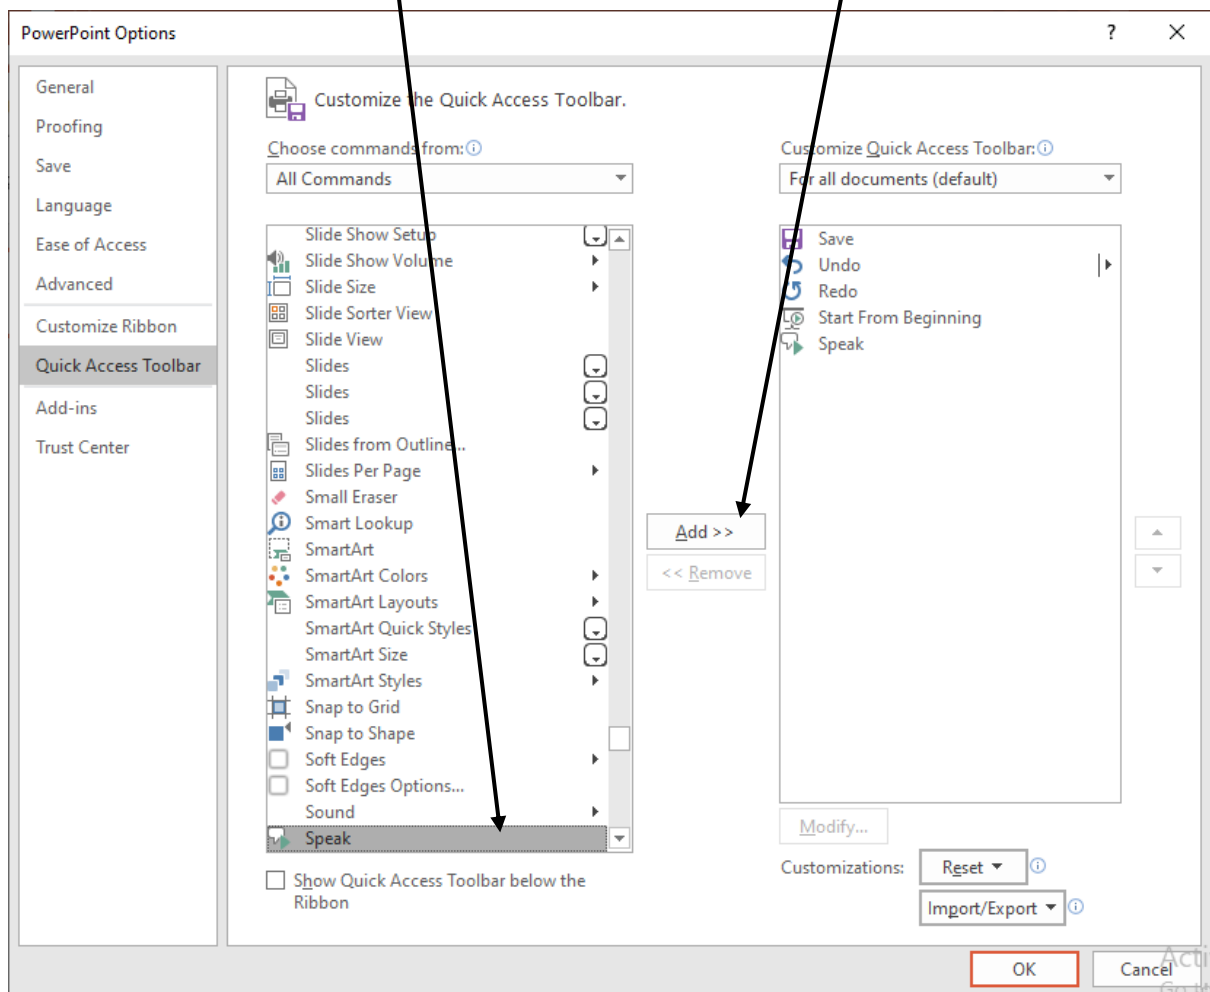 PowerPoint Options
?
General
Proofing
Save
Language
Ease of Access
Advanced
Customize Ribbon
Quick Access Toolbar
Add-ins
Trust Center
Customize the Quick Access Toolbar.
Choose commands from:
All Commands
Slide Show Setup
Slide Show Volume
Slide Size
Slide Sorter View
Slide View
Slides
Slides
Slides
Slides from Outline...
Slides Per Page
Small Eraser
Smart Lookup
SmartArt
SmartArt Colors
SmartArt Layouts
SmartArt Quick Styles
SmartArt Size
SmartArt Styles
Snap to Grid
Snap to Shape
Soft Edges
Soft Edges Options...
Sound
Speak
Show Quick Access Toolbar below the
Ribbon
Add >>
<< Remove
Customize Quick Access Toolbar:
For all documents (default)
Save
Undo
Redo
Start From Beginning
Speak
Modify...
Customizations:
Reset
Import/Export
OK
Cancel